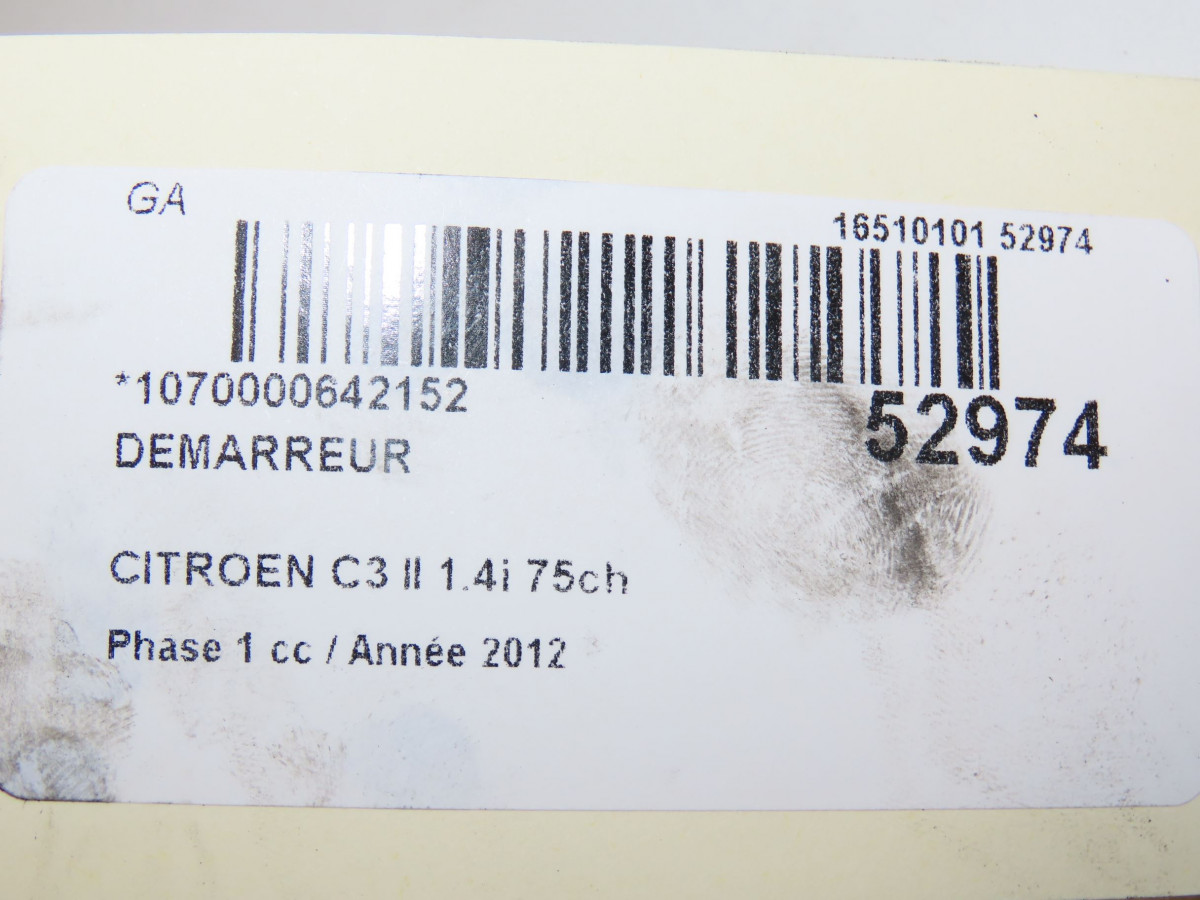 GA
16510101 52974
*1070000642152
52974
DEMARREUR
CITROEN C3 II 1.4i 75ch
Phase 1 cc / Année 2012